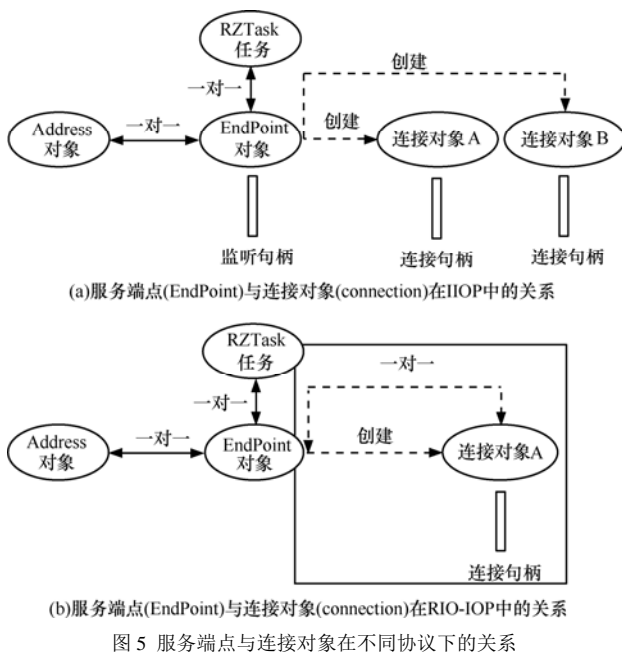 RZTask
任务
创建
一对一
Address
对象
一对一
EndPoint
对象
创建
连接对象 A
连接对象 B
监听句柄
连接句柄
连接句柄
(a)服务端点(EndPoint)与连接对象(connection)在IIOP中的关系
RZTask
任务
一对一
一对一
Address
对象
一对一
EndPoint
对象
创建
连接对象A
连接句柄
(b)服务端点(EndPoint)与连接对象(connection)在RIO-IOP中的关系
图 5 服务端点与连接对象在不同协议下的关系